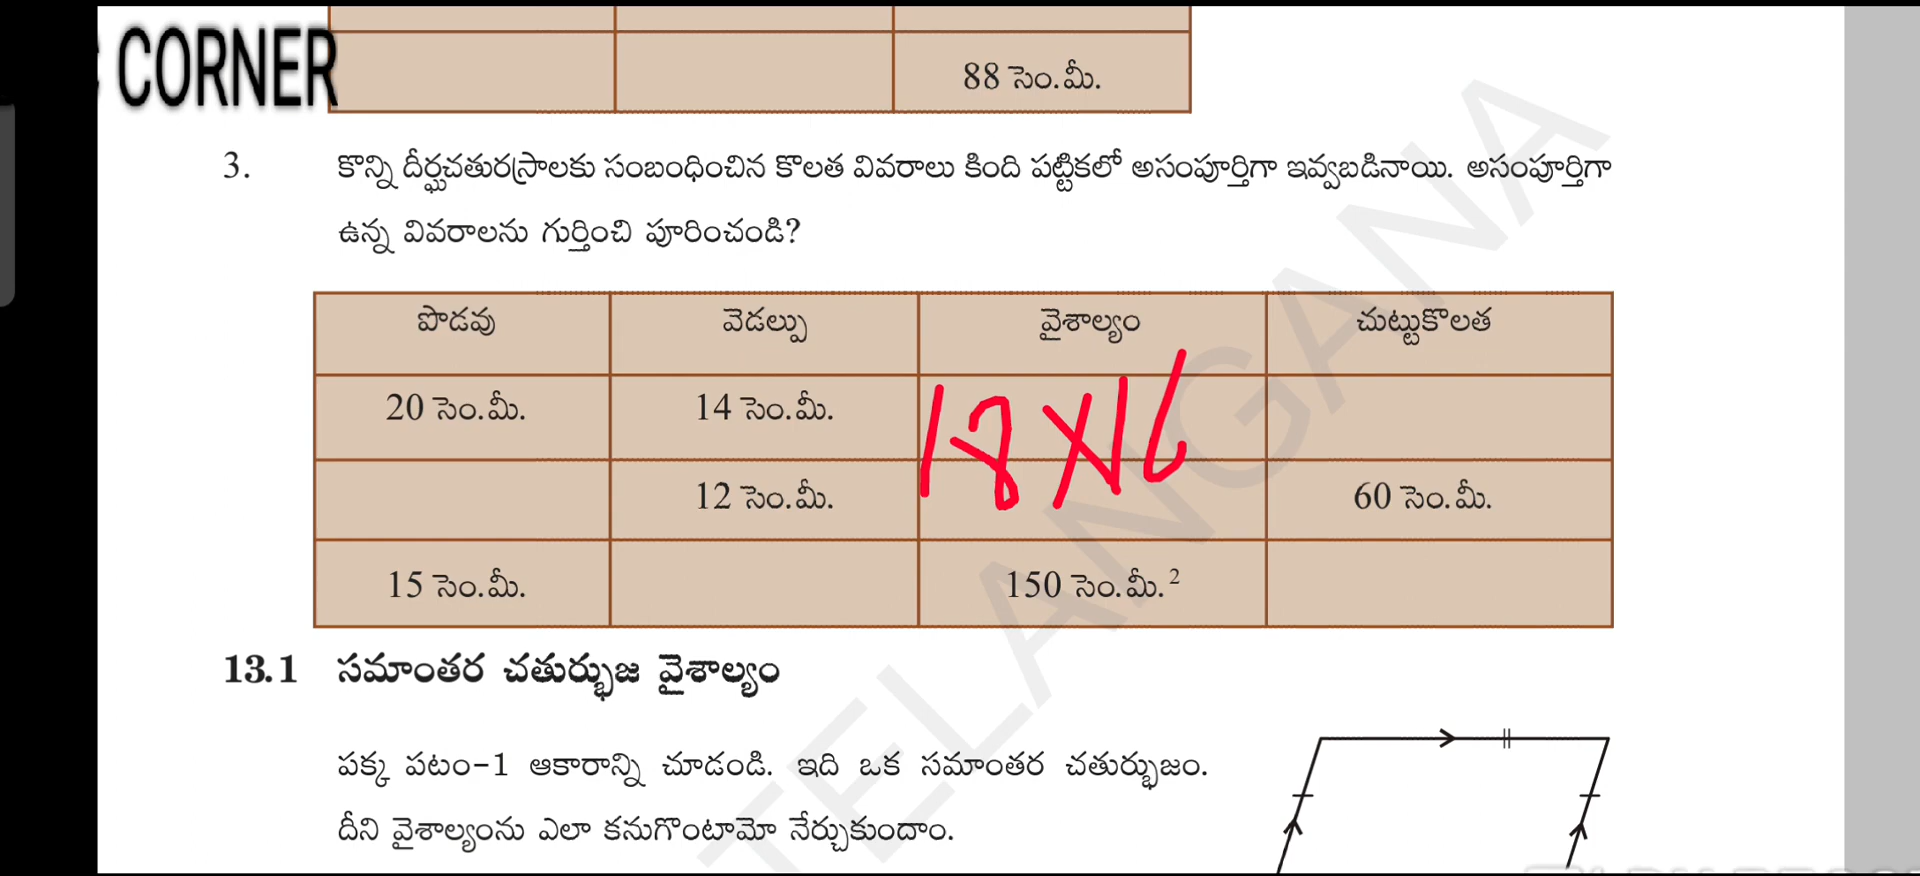 CORNER
88 సెం.మీ.
3. కొన్ని దీర్ఘచతురస్రాలకు సంబంధించిన కొలత వివరాలు కింది పట్టికలో అసంపూర్తిగా ఇవ్వబడినాయి. అసంపూర్తిగా
ఉన్న వివరాలను గుర్తించి పూరించండి?
పొడవు వెడల్పు వైశాల్యం చుట్టుకొలత
20 సెం.మీ. 14 సెం.మీ.
18 X 16
12 సెం.మీ. 60 సెం.మీ.
15 సెం.మీ. 150 సెం.మీ.²
13.1 సమాంతర చతుర్భుజ వైశాల్యం
పక్క పటం-1 ఆకారాన్ని చూడండి. ఇది ఒక సమాంతర చతుర్భుజం.
దీని వైశాల్యంను ఎలా కనుగొంటామో నేర్చుకుందాం.
TELANGANA